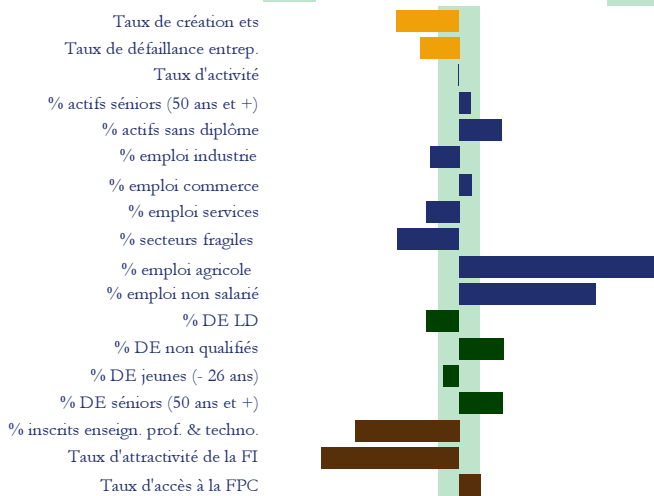 Taux de création ets
Taux de défaillance entrep.
Taux d'activité
% actifs séniors (50 ans et +)
% actifs sans diplôme
% emploi industrie
% emploi commerce
% emploi services
% secteurs fragiles
% emploi agricole
% emploi non salarié
% DE LD
% DE non qualifiés
% DE jeunes (- 26 ans)
% DE séniors (50 ans et +)
% inscrits enseign. prof. & techno.
Taux d'attractivité de la FI
Taux d'accès à la FPC